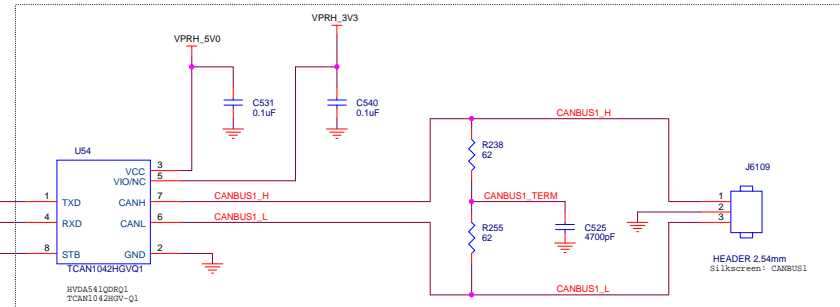 VPRH_3V3
VPRH_5V0
C531
0.1uF
C540
0.1uF
CANBUS1_H
U54
R238
62
J6109
VCC 3
VIO/NC 5
1 TXD
CANH 7
CANBUS1_H
CANBUS1_TERM
1
2
3
4 RXD
CANL 6
CANBUS1_L
R255
62
C525
4700pF
8 STB
GND 2
TCAN1042HGVQ1
HEADER 2.54mm
Silkscreen: CANBUS1
HVDA541QDRQ1
TCAN1042HGV-Q1
CANBUS1_L